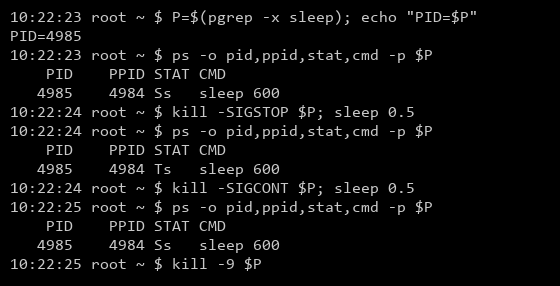 10:22:23 root ~ $ P=$(pgrep -x sleep); echo "PID=$P"
PID=4985
10:22:23 root ~ $ ps -o pid,ppid,stat,cmd -p $P
    PID    PPID STAT CMD
   4985    4984 Ss   sleep 600
10:22:24 root ~ $ kill -SIGSTOP $P; sleep 0.5
10:22:24 root ~ $ ps -o pid,ppid,stat,cmd -p $P
    PID    PPID STAT CMD
   4985    4984 Ts   sleep 600
10:22:24 root ~ $ kill -SIGCONT $P; sleep 0.5
10:22:25 root ~ $ ps -o pid,ppid,stat,cmd -p $P
    PID    PPID STAT CMD
   4985    4984 Ss   sleep 600
10:22:25 root ~ $ kill -9 $P